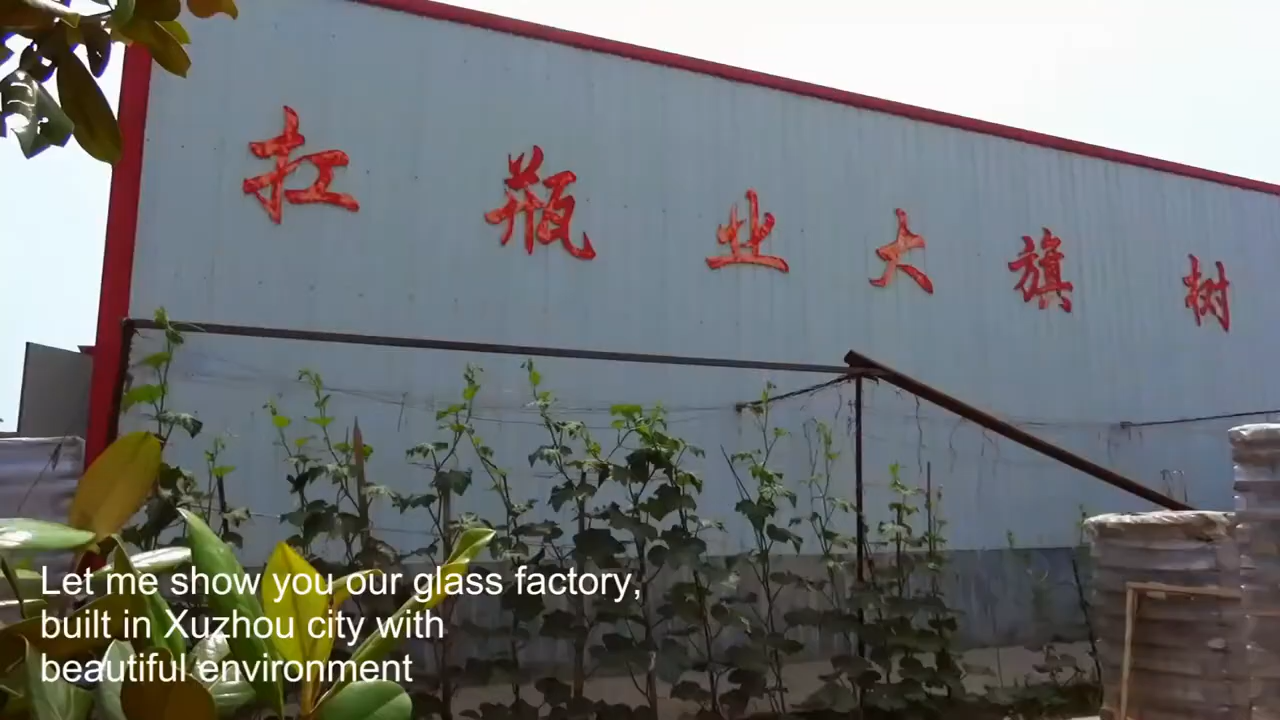 扛瓶业大旗树
Let me show you our glass factory,
built in Xuzhou city with
beautiful environment